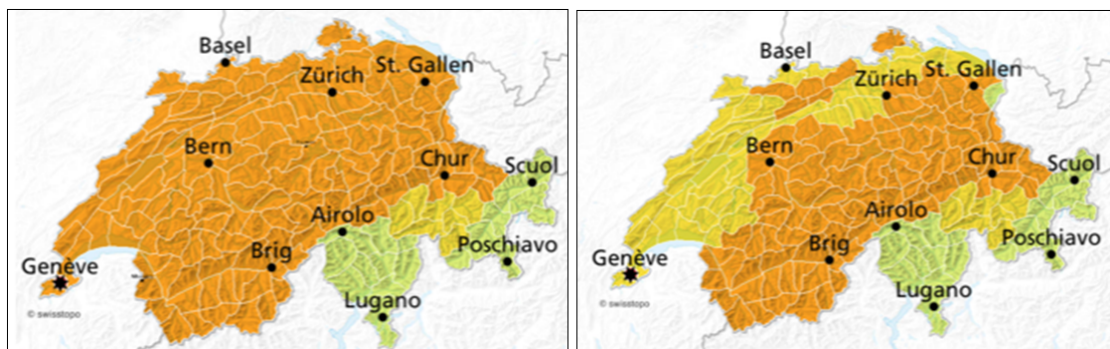 Basel
Zürich
St. Gallen
Bern
Chur
Scuol
Airolo
Brig
Poschiavo
Genève
Lugano
© swisstopo
Basel
Zürich
St. Gallen
Bern
Chur
Scuol
Airolo
Brig
Poschiavo
Genève
Lugano
© swisstopo